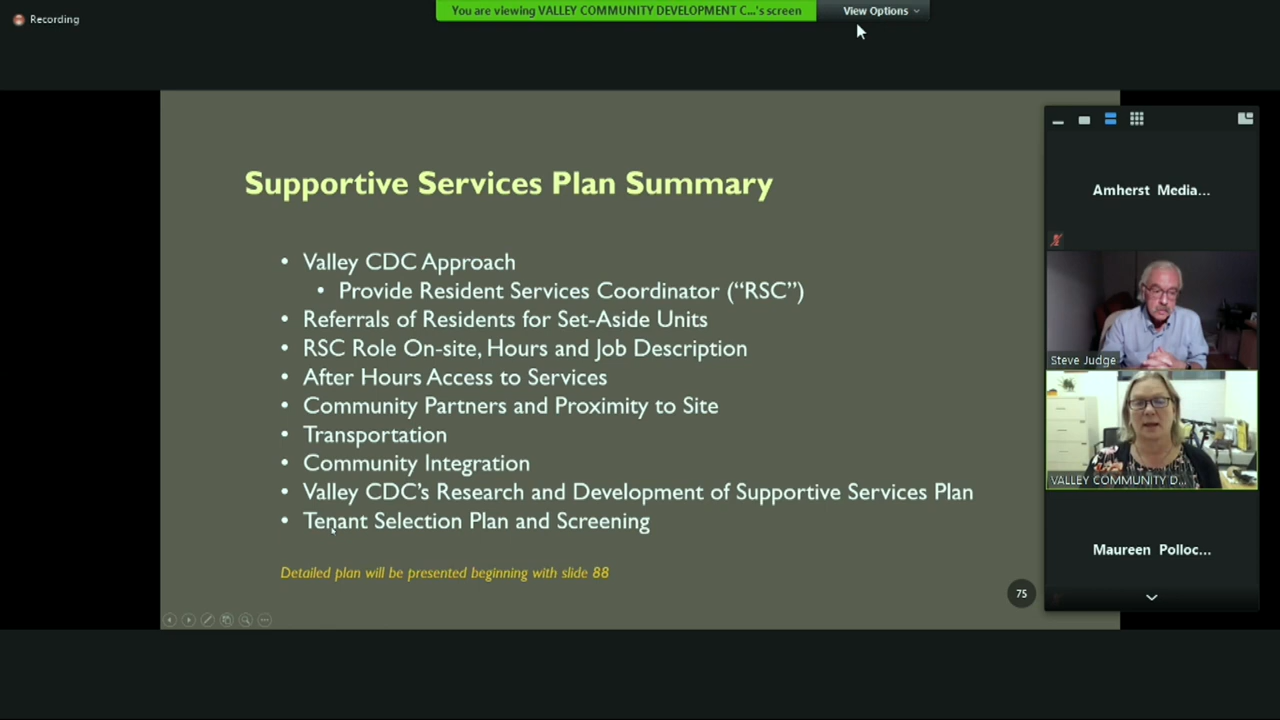 Recording
You are viewing VALLEY COMMUNITY DEVELOPMENT C...'s screen
View Options
Supportive Services Plan Summary
• Valley CDC Approach
• Provide Resident Services Coordinator (“RSC”)
• Referrals of Residents for Set-Aside Units
• RSC Role On-site, Hours and Job Description
• After Hours Access to Services
• Community Partners and Proximity to Site
• Transportation
• Community Integration
• Valley CDC’s Research and Development of Supportive Services Plan
• Tenant Selection Plan and Screening
Detailed plan will be presented beginning with slide 88
75
Amherst Media...
Steve Judge
VALLEY COMMUNITY D...
Maureen Polloc...